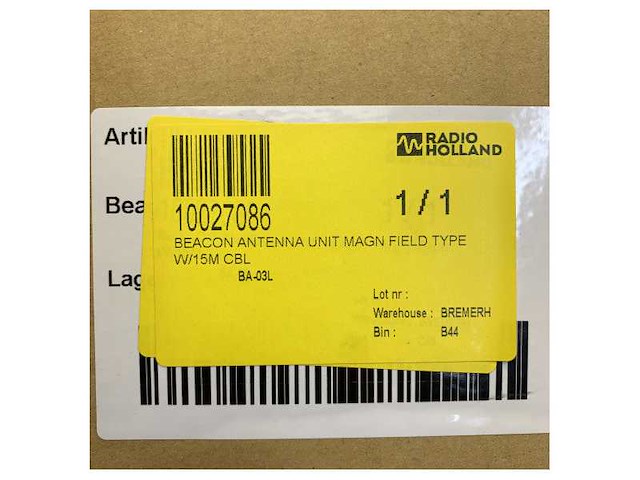 Arti
RADIO
HOLLAND
10027086
1 / 1
Bea
BEACON ANTENNA UNIT MAGN FIELD TYPE
W/15M CBL
BA-03L
Lag
Lot nr :
Warehouse : BREMERH
Bin : B44